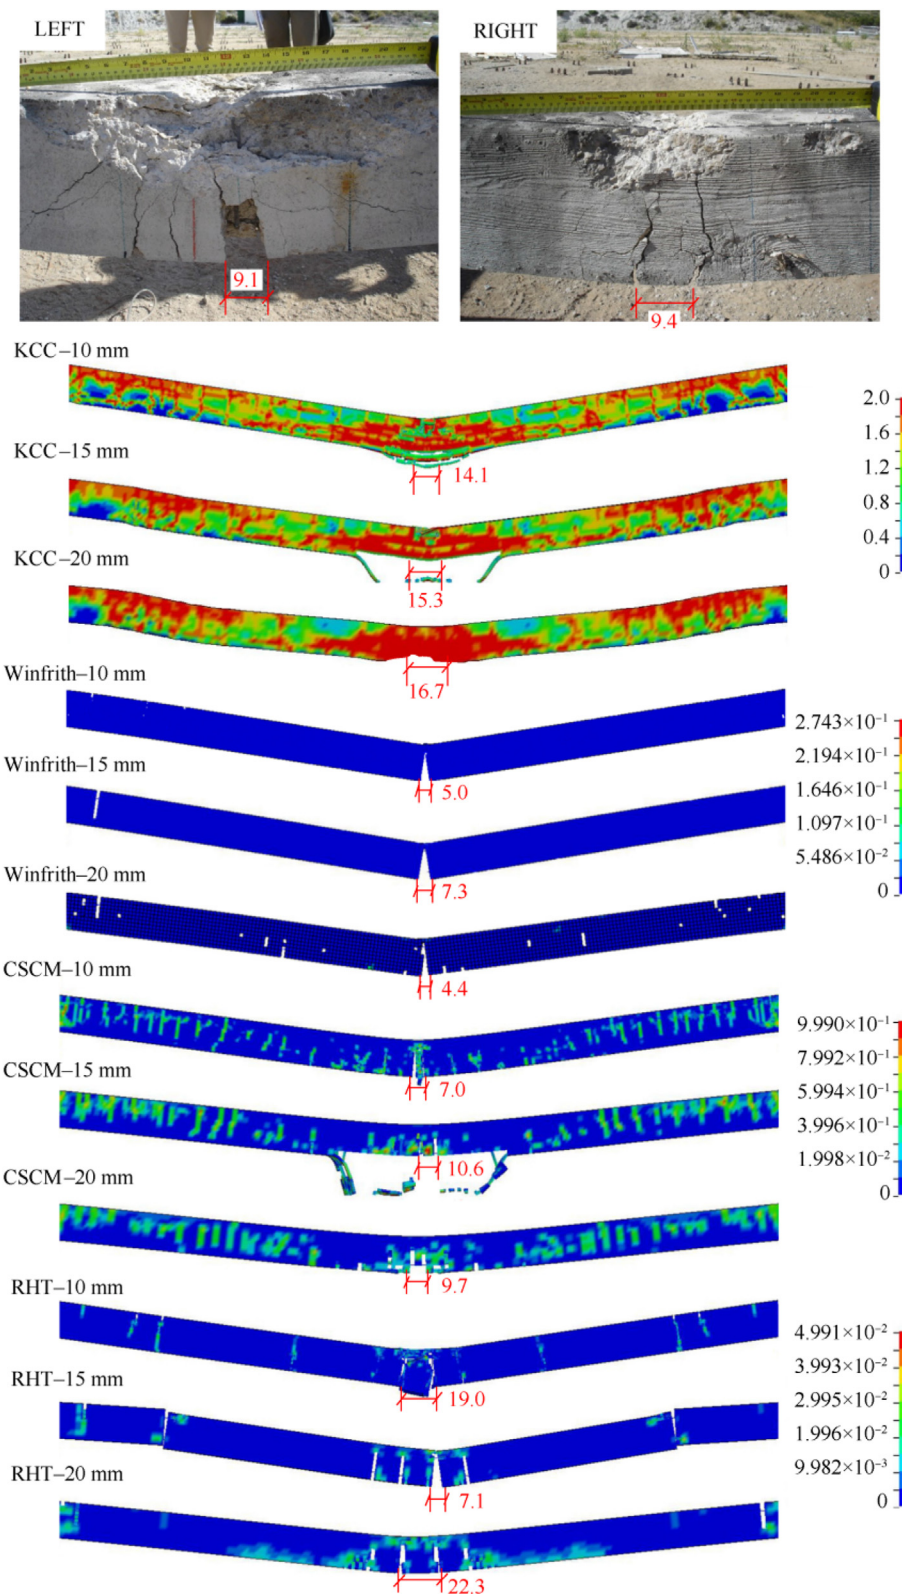 LEFT
RIGHT
9.1
9.4
KCC–10 mm
2.0
1.6
1.2
0.8
0.4
0
14.1
KCC–15 mm
15.3
KCC–20 mm
16.7
Winfrith–10 mm
2.743×10⁻¹
2.194×10⁻¹
1.646×10⁻¹
1.097×10⁻¹
5.486×10⁻²
0
5.0
Winfrith–15 mm
7.3
Winfrith–20 mm
4.4
CSCM–10 mm
9.990×10⁻¹
7.992×10⁻¹
5.994×10⁻¹
3.996×10⁻¹
1.998×10⁻²
0
7.0
CSCM–15 mm
10.6
CSCM–20 mm
9.7
RHT–10 mm
4.991×10⁻²
3.993×10⁻²
2.995×10⁻²
1.996×10⁻²
9.982×10⁻³
0
19.0
RHT–15 mm
7.1
RHT–20 mm
22.3